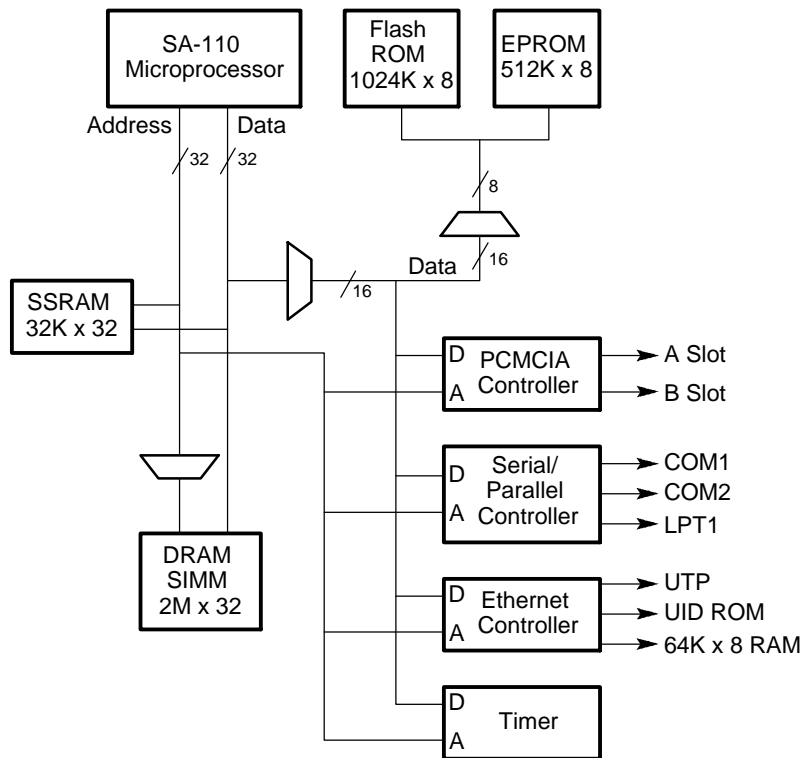 SA-110
Microprocessor
Flash
ROM
1024K x 8
EPROM
512K x 8
Address
Data
32
32
8
16
Data
16
SSRAM
32K x 32
D
A
PCMCIA
Controller
A Slot
B Slot
D
A
Serial/
Parallel
Controller
COM1
COM2
LPT1
DRAM
SIMM
2M x 32
D
A
Ethernet
Controller
UTP
UID ROM
64K x 8 RAM
D
A
Timer